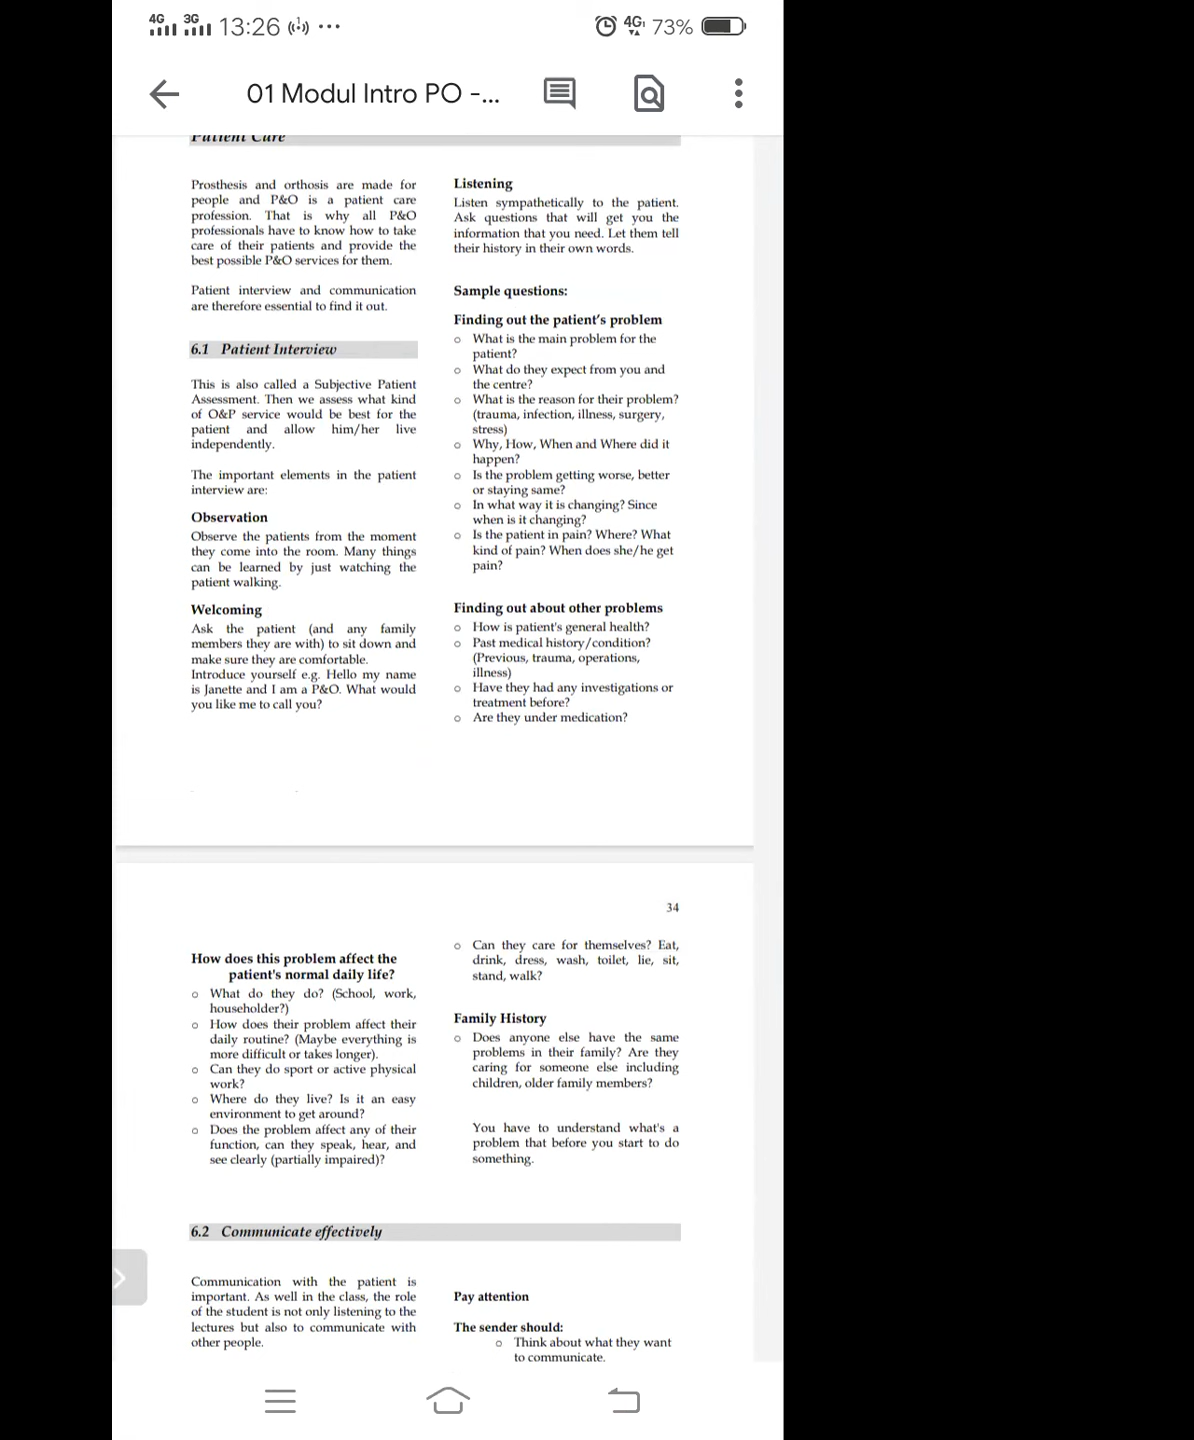 4G 3G 13:26 ...
4G 73%
01 Modul Intro PO -...
Patient Care
Prosthesis and orthosis are made for
people and P&O is a patient care
profession. That is why all P&O
professionals have to know how to take
care of their patients and provide the
best possible P&O services for them.
Patient interview and communication
are therefore essential to find it out.
6.1 Patient Interview
This is also called a Subjective Patient
Assessment. Then we assess what kind
of O&P service would be best for the
patient and allow him/her live
independently.
The important elements in the patient
interview are:
Observation
Observe the patients from the moment
they come into the room. Many things
can be learned by just watching the
patient walking.
Welcoming
Ask the patient (and any family
members they are with) to sit down and
make sure they are comfortable.
Introduce yourself e.g. Hello my name
is Janette and I am a P&O. What would
you like me to call you?
Listening
Listen sympathetically to the patient.
Ask questions that will get you the
information that you need. Let them tell
their history in their own words.
Sample questions:
Finding out the patient's problem
o What is the main problem for the
patient?
o What do they expect from you and
the centre?
o What is the reason for their problem?
(trauma, infection, illness, surgery,
stress)
o Why, How, When and Where did it
happen?
o Is the problem getting worse, better
or staying same?
o In what way it is changing? Since
when is it changing?
o Is the patient in pain? Where? What
kind of pain? When does she/he get
pain?
Finding out about other problems
o How is patient's general health?
o Past medical history/condition?
(Previous, trauma, operations,
illness)
o Have they had any investigations or
treatment before?
o Are they under medication?
34
How does this problem affect the
patient's normal daily life?
o What do they do? (School, work,
householder?)
o How does their problem affect their
daily routine? (Maybe everything is
more difficult or takes longer).
o Can they do sport or active physical
work?
o Where do they live? Is it an easy
environment to get around?
o Does the problem affect any of their
function, can they speak, hear, and
see clearly (partially impaired)?
o Can they care for themselves? Eat,
drink, dress, wash, toilet, lie, sit,
stand, walk?
Family History
o Does anyone else have the same
problems in their family? Are they
caring for someone else including
children, older family members?
You have to understand what's a
problem that before you start to do
something.
6.2 Communicate effectively
Communication with the patient is
important. As well in the class, the role
of the student is not only listening to the
lectures but also to communicate with
other people.
Pay attention
The sender should:
o Think about what they want
to communicate.